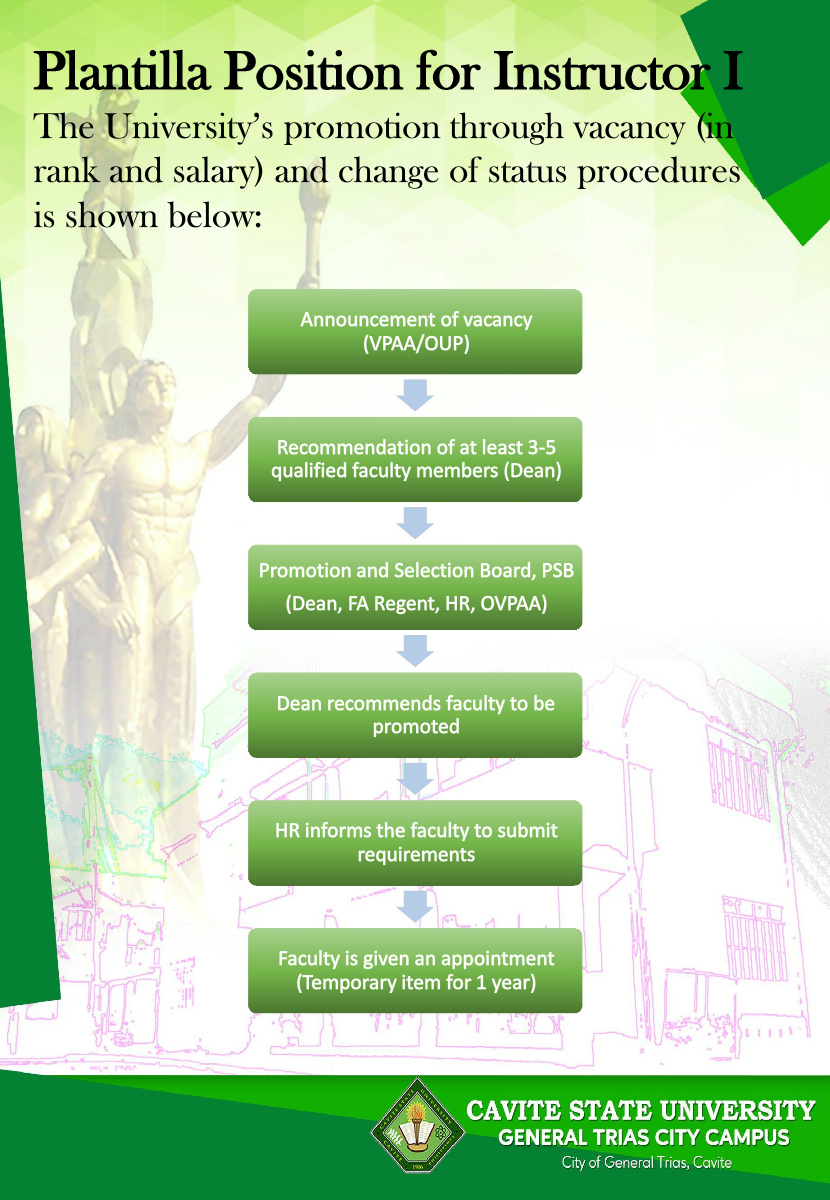 Plantilla Position for Instructor I
The University's promotion through vacancy (in
rank and salary) and change of status procedures
is shown below:
Announcement of vacancy
(VPAA/OUP)
Recommendation of at least 3-5
qualified faculty members (Dean)
Promotion and Selection Board, PSB
(Dean, FA Regent, HR, OVPAA)
Dean recommends faculty to be
promoted
HR informs the faculty to submit
requirements
Faculty is given an appointment
(Temporary item for 1 year)
CAVITE STATE UNIVERSITY
GENERAL TRIAS CITY CAMPUS
City of General Trias, Cavite
1906